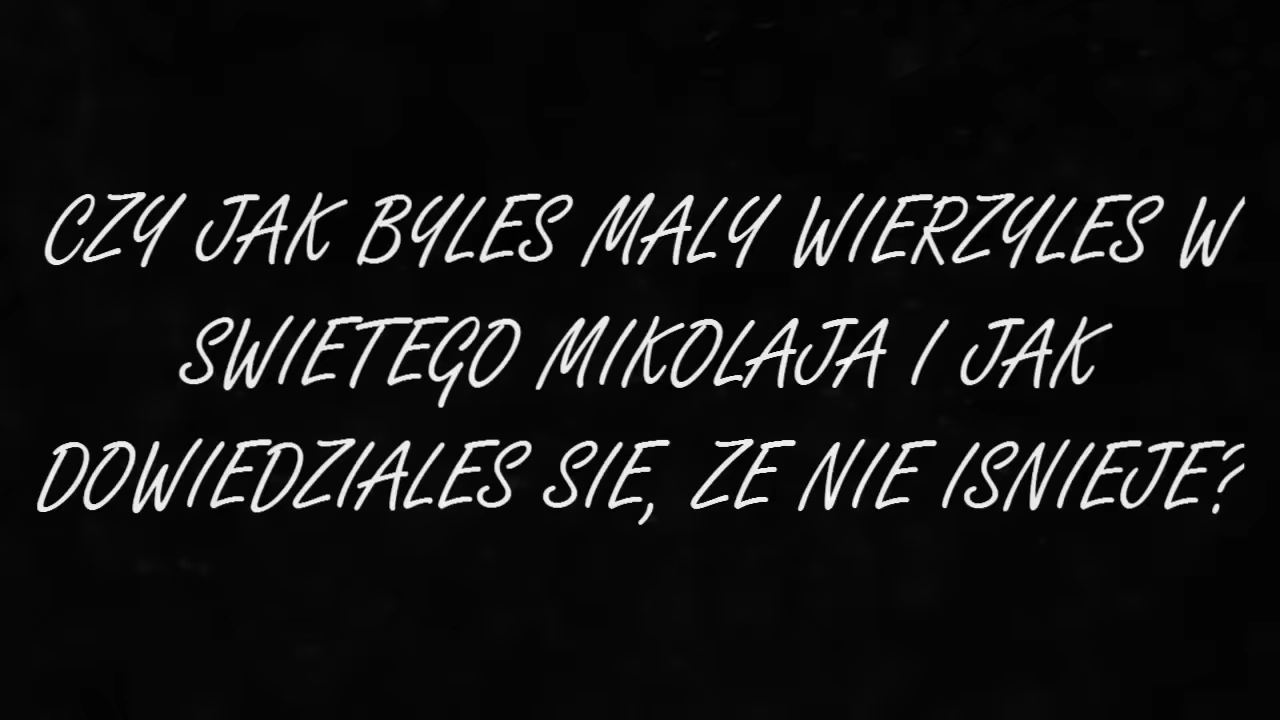 CZY JAK BYLES MALY WIERZYLES W
SWIETEGO MIKOLAJA I JAK
DOWIEDZIALES SIE, ZE NIE ISNIEJE?